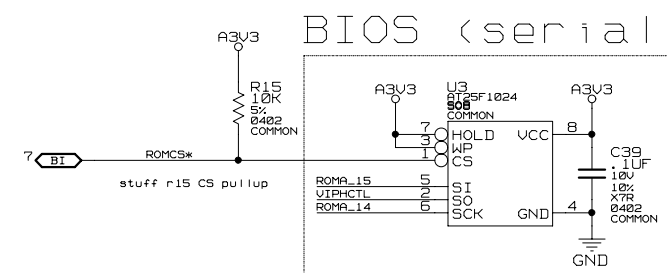 BIOS (serial
A3V3
R15
10K
5%
0402
COMMON
7 BI
ROMCS*
stuff r15 CS pullup
A3V3
U3
AT25F1024
SO8
COMMON
A3V3
7 HOLD VCC 8
3 WP
1 CS
ROMA_15 5 SI
VIPHCTL 2 SO
ROMA_14 6 SCK GND 4
C39
.1UF
10V
10%
X7R
0402
COMMON
GND